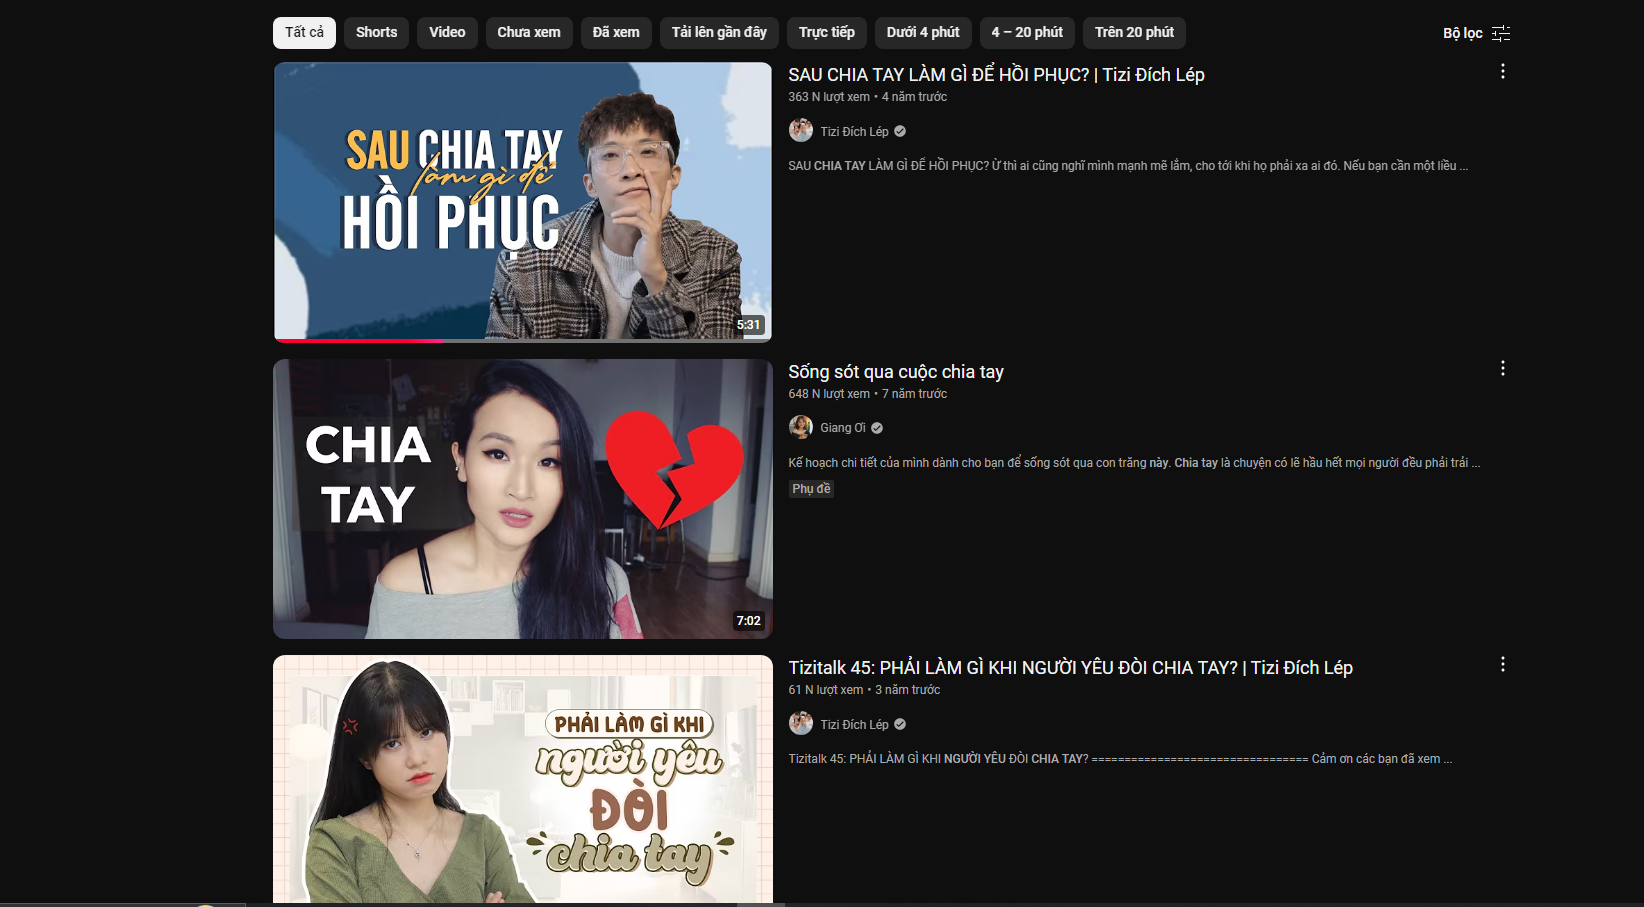 Tất cả
Shorts
Video
Chưa xem
Đã xem
Tải lên gần đây
Trực tiếp
Dưới 4 phút
4 – 20 phút
Trên 20 phút
Bộ lọc
SAU CHIA TAY
làm gì để
HỒI PHỤC
5:31
SAU CHIA TAY LÀM GÌ ĐỂ HỒI PHỤC? | Tizi Đích Lép
363 N lượt xem • 4 năm trước
Tizi Đích Lép
SAU CHIA TAY LÀM GÌ ĐỂ HỒI PHỤC? Ừ thì ai cũng nghĩ mình mạnh mẽ lắm, cho tới khi họ phải xa ai đó. Nếu bạn cần một liều ...
CHIA
TAY
7:02
Sống sót qua cuộc chia tay
648 N lượt xem • 7 năm trước
Giang Ơi
Kế hoạch chi tiết của mình dành cho bạn để sống sót qua con trăng này. Chia tay là chuyện có lẽ hầu hết mọi người đều phải trải ...
Phụ đề
PHẢI LÀM GÌ KHI
người yêu
ĐÒI
chia tay
Tizitalk 45: PHẢI LÀM GÌ KHI NGƯỜI YÊU ĐÒI CHIA TAY? | Tizi Đích Lép
61 N lượt xem • 3 năm trước
Tizi Đích Lép
Tizitalk 45: PHẢI LÀM GÌ KHI NGƯỜI YÊU ĐÒI CHIA TAY? ================================= Cảm ơn các bạn đã xem ...